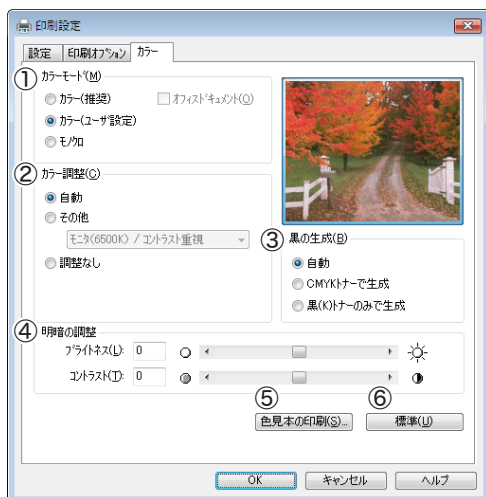 印刷設定
設定 印刷オプション カラー
① カラーモード(M)
カラー(推奨) オフィスドキュメント(O)
カラー(ユーザ設定)
モノクロ
② カラー調整(C)
自動
その他
モニタ(6500K) / コントラスト重視
調整なし
③ 黒の生成(B)
自動
CMYKトナーで生成
黒(K)トナーのみで生成
④ 明暗の調整
ブライトネス(L): 0
コントラスト(T): 0
⑤ ⑥
色見本の印刷(S)... 標準(U)
OK キャンセル ヘルプ